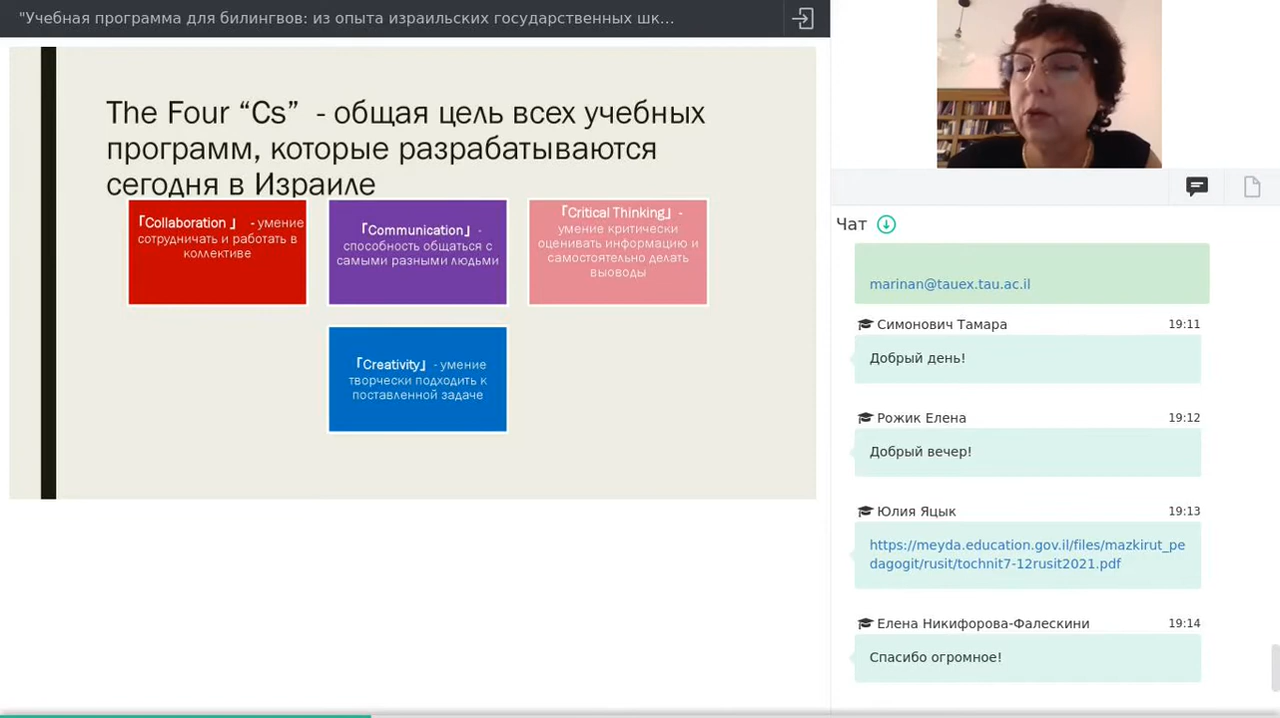 "Учебная программа для билингвов: из опыта израильских государственных шк...
The Four “Cs” - общая цель всех учебных
программ, которые разрабатываются
сегодня в Израиле
「Collaboration 」 - умение
сотрудничать и работать в
коллективе
「Communication」 -
способность общаться с
самыми разными людьми
「Critical Thinking」 -
умение критически
оценивать информацию и
самостоятельно делать
выоводы
「Creativity」 - умение
творчески подходить к
поставленной задаче
Чат
marinan@tauex.tau.ac.il
Симонович Тамара 19:11
Добрый день!
Рожик Елена 19:12
Добрый вечер!
Юлия Яцык 19:13
https://meyda.education.gov.il/files/mazkirut_pe
dagogit/rusit/tochnit7-12rusit2021.pdf
Елена Никифорова-Фалескини 19:14
Спасибо огромное!